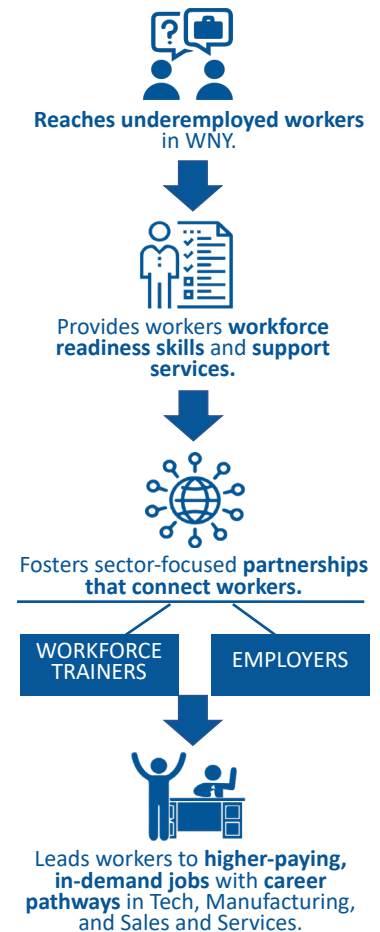 ?
Reaches underemployed workers
in WNY.
Provides workers workforce
readiness skills and support
services.
Fosters sector-focused partnerships
that connect workers.
WORKFORCE
TRAINERS
EMPLOYERS
Leads workers to higher-paying,
in-demand jobs with career
pathways in Tech, Manufacturing,
and Sales and Services.